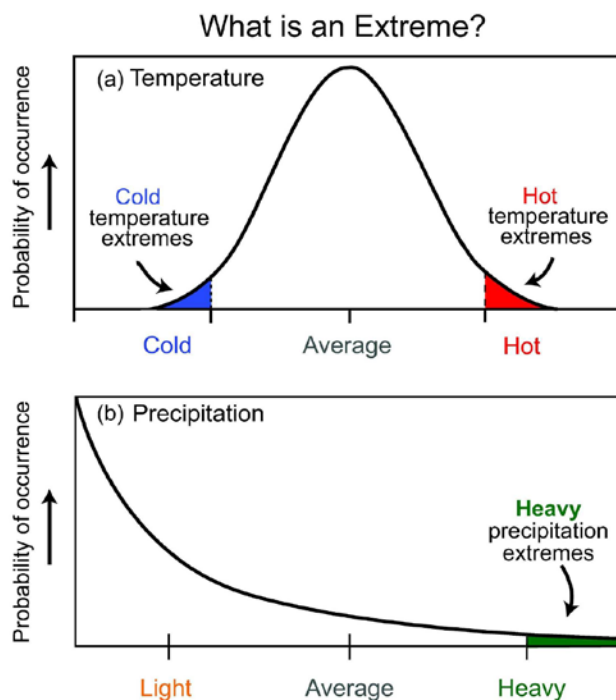 What is an Extreme?
(a) Temperature
Probability of occurrence
Cold
temperature
extremes
Hot
temperature
extremes
Cold
Average
Hot
(b) Precipitation
Probability of occurrence
Heavy
precipitation
extremes
Light
Average
Heavy